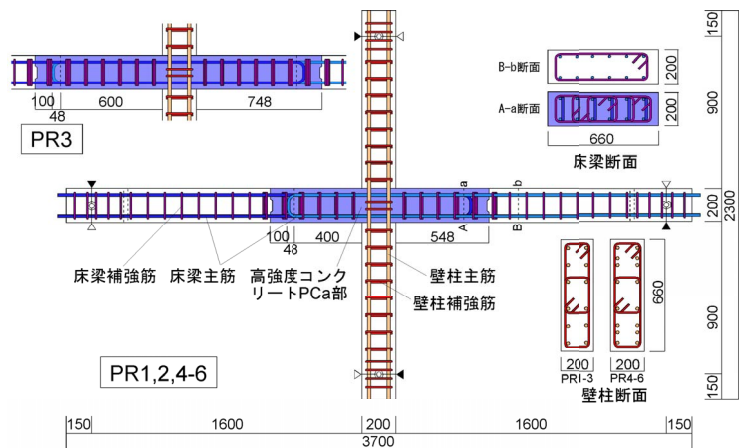 100
600
748
48
PR3
150
B-b断面
200
A-a断面
200
660
床梁断面
900
a
b
200
2300
A
B
100
400
548
48
床梁補強筋
床梁主筋
高強度コンク
リートPCa部
壁柱主筋
壁柱補強筋
660
900
200
200
PR1-3
PR4-6
壁柱断面
PR1,2,4-6
150
150
1600
200
1600
150
3700